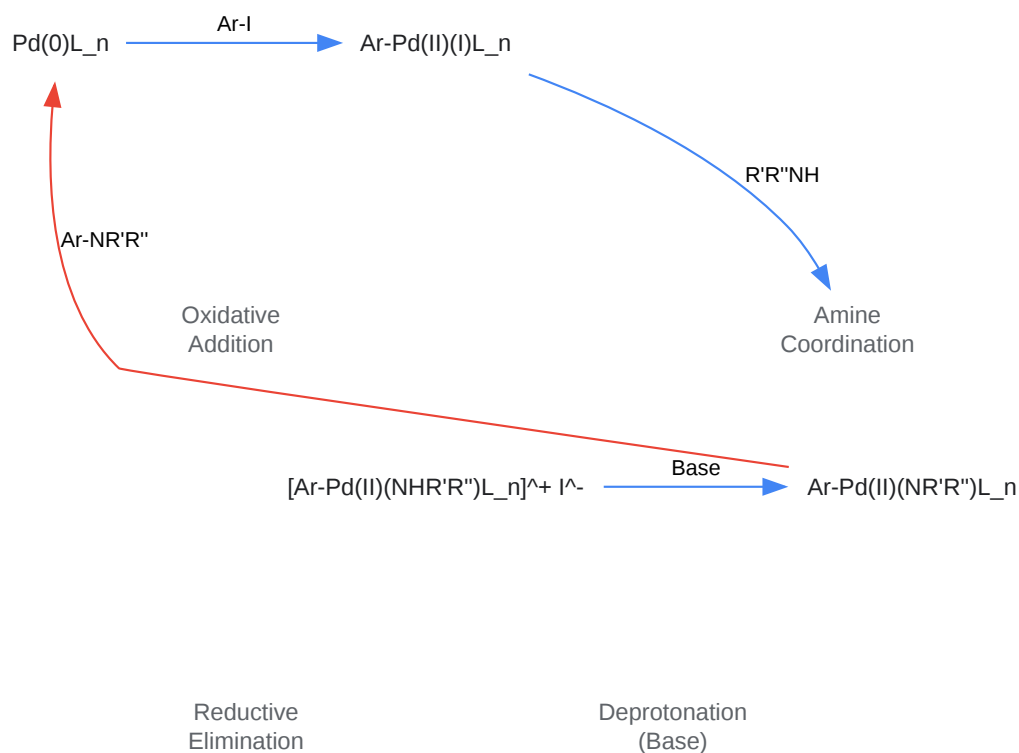 Ar-I
Pd(0)L_n
Ar-Pd(II)(I)L_n
R'R"NH
Ar-NR'R"
Oxidative
Addition
Amine
Coordination
Base
[Ar-Pd(II)(NHR'R")L_n]^+ I^-
Ar-Pd(II)(NR'R")L_n
Reductive
Elimination
Deprotonation
(Base)